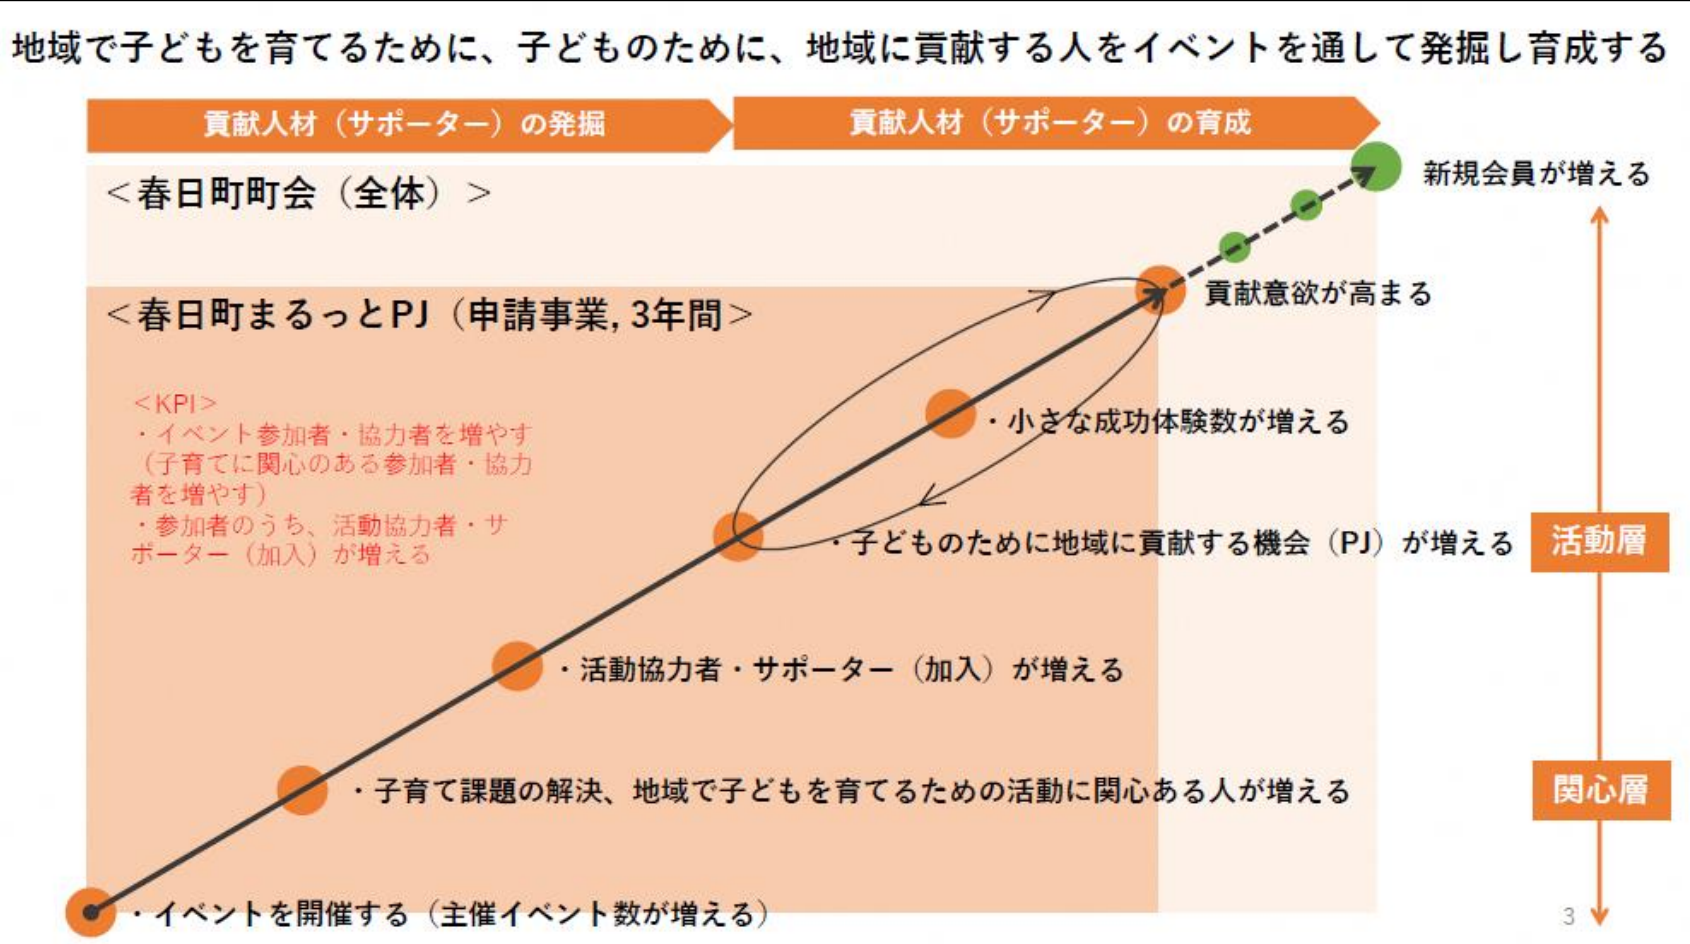 地域で子どもを育てるために、子どものために、地域に貢献する人をイベントを通して発掘し育成する
貢献人材（サポーター）の発掘
貢献人材（サポーター）の育成
＜春日町町会（全体）＞
新規会員が増える
貢献意欲が高まる
＜春日町まるっとPJ（申請事業, 3年間＞
＜KPI＞
・イベント参加者・協力者を増やす
（子育てに関心のある参加者・協力
者を増やす）
・参加者のうち、活動協力者・サ
ポーター（加入）が増える
・小さな成功体験数が増える
・子どものために地域に貢献する機会（PJ）が増える
活動層
・活動協力者・サポーター（加入）が増える
・子育て課題の解決、地域で子どもを育てるための活動に関心ある人が増える
関心層
・イベントを開催する（主催イベント数が増える）
3